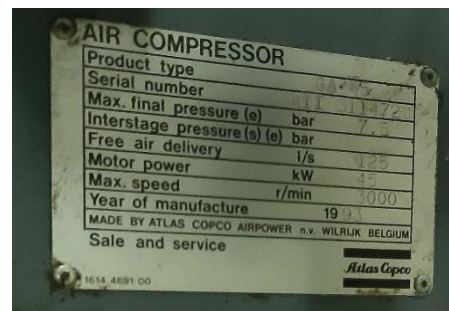 AIR COMPRESSOR
Product type
Serial number AII
Max. final pressure (e) bar 7.5
Interstage pressure(s) (e) bar
Free air delivery l/s 125
Motor power kW 45
Max. speed r/min 3000
Year of manufacture 1993
MADE BY ATLAS COPCO AIRPOWER n.v. WILRIJK BELGIUM
Sale and service
Atlas Copco
1614 4691 00